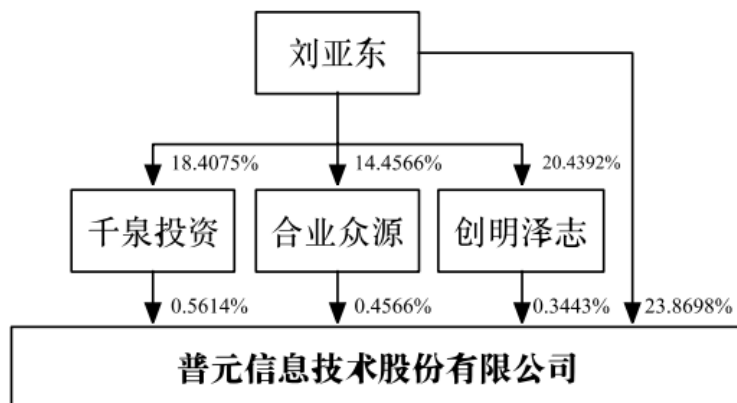 刘亚东
18.4075%
14.4566%
20.4392%
千泉投资
合业众源
创明泽志
0.5614%
0.4566%
0.3443%
23.8698%
普元信息技术股份有限公司